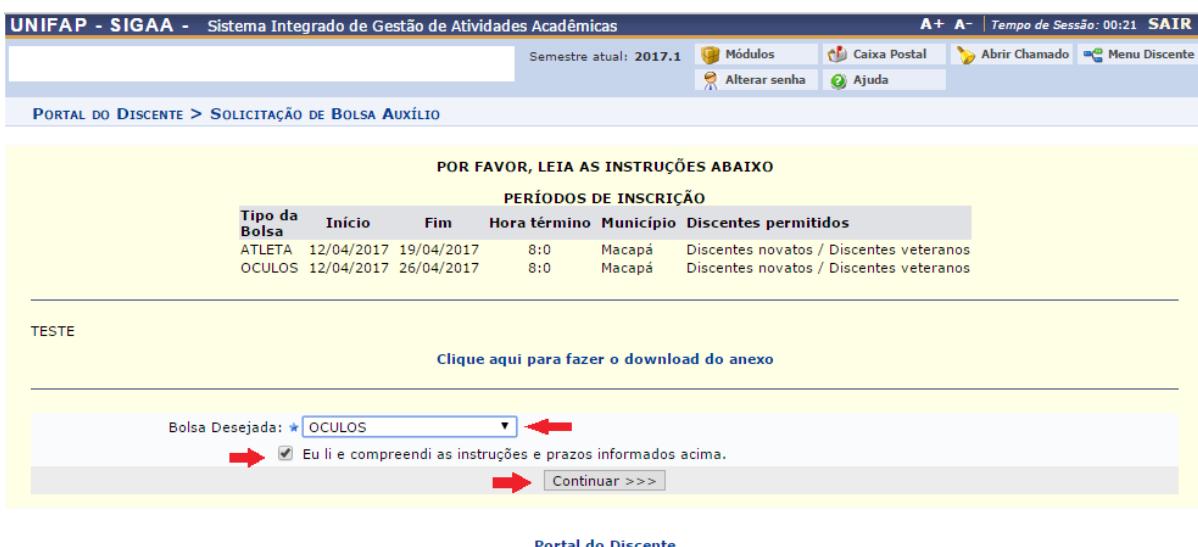 UNIFAP - SIGAA - Sistema Integrado de Gestão de Atividades Acadêmicas A+ A- | Tempo de Sessão: 00:21 SAIR
Semestre atual: 2017.1 Módulos Caixa Postal Abrir Chamado Menu Discente
Alterar senha Ajuda
PORTAL DO DISCENTE > SOLICITAÇÃO DE BOLSA AUXÍLIO
POR FAVOR, LEIA AS INSTRUÇÕES ABAIXO
PERÍODOS DE INSCRIÇÃO
Tipo da Bolsa Início Fim Hora término Município Discentes permitidos
ATLETA 12/04/2017 19/04/2017 8:0 Macapá Discentes novatos / Discentes veteranos
OCULOS 12/04/2017 26/04/2017 8:0 Macapá Discentes novatos / Discentes veteranos
TESTE
Clique aqui para fazer o download do anexo
Bolsa Desejada: OCULOS
Eu li e compreendi as instruções e prazos informados acima.
Continuar >>>
Portal do Discente